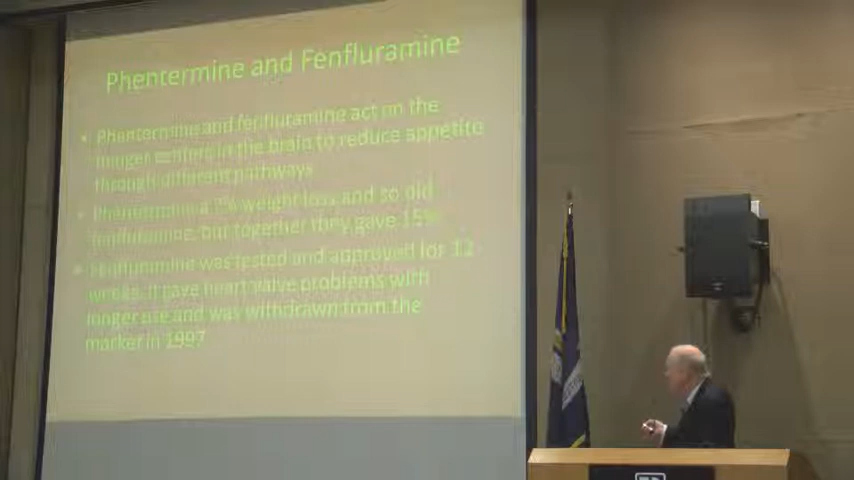 Phentermine and Fenfluramine
• Phentermine and fenfluramine act on the
hunger centers in the brain to reduce appetite
through different pathways
• Phentermine a 7% weight loss and so did
fenfluramine, but together they gave 15%
• Fenfluramine was tested and approved for 12
weeks. It gave heart valve problems with
longer use and was withdrawn from the
market in 1997